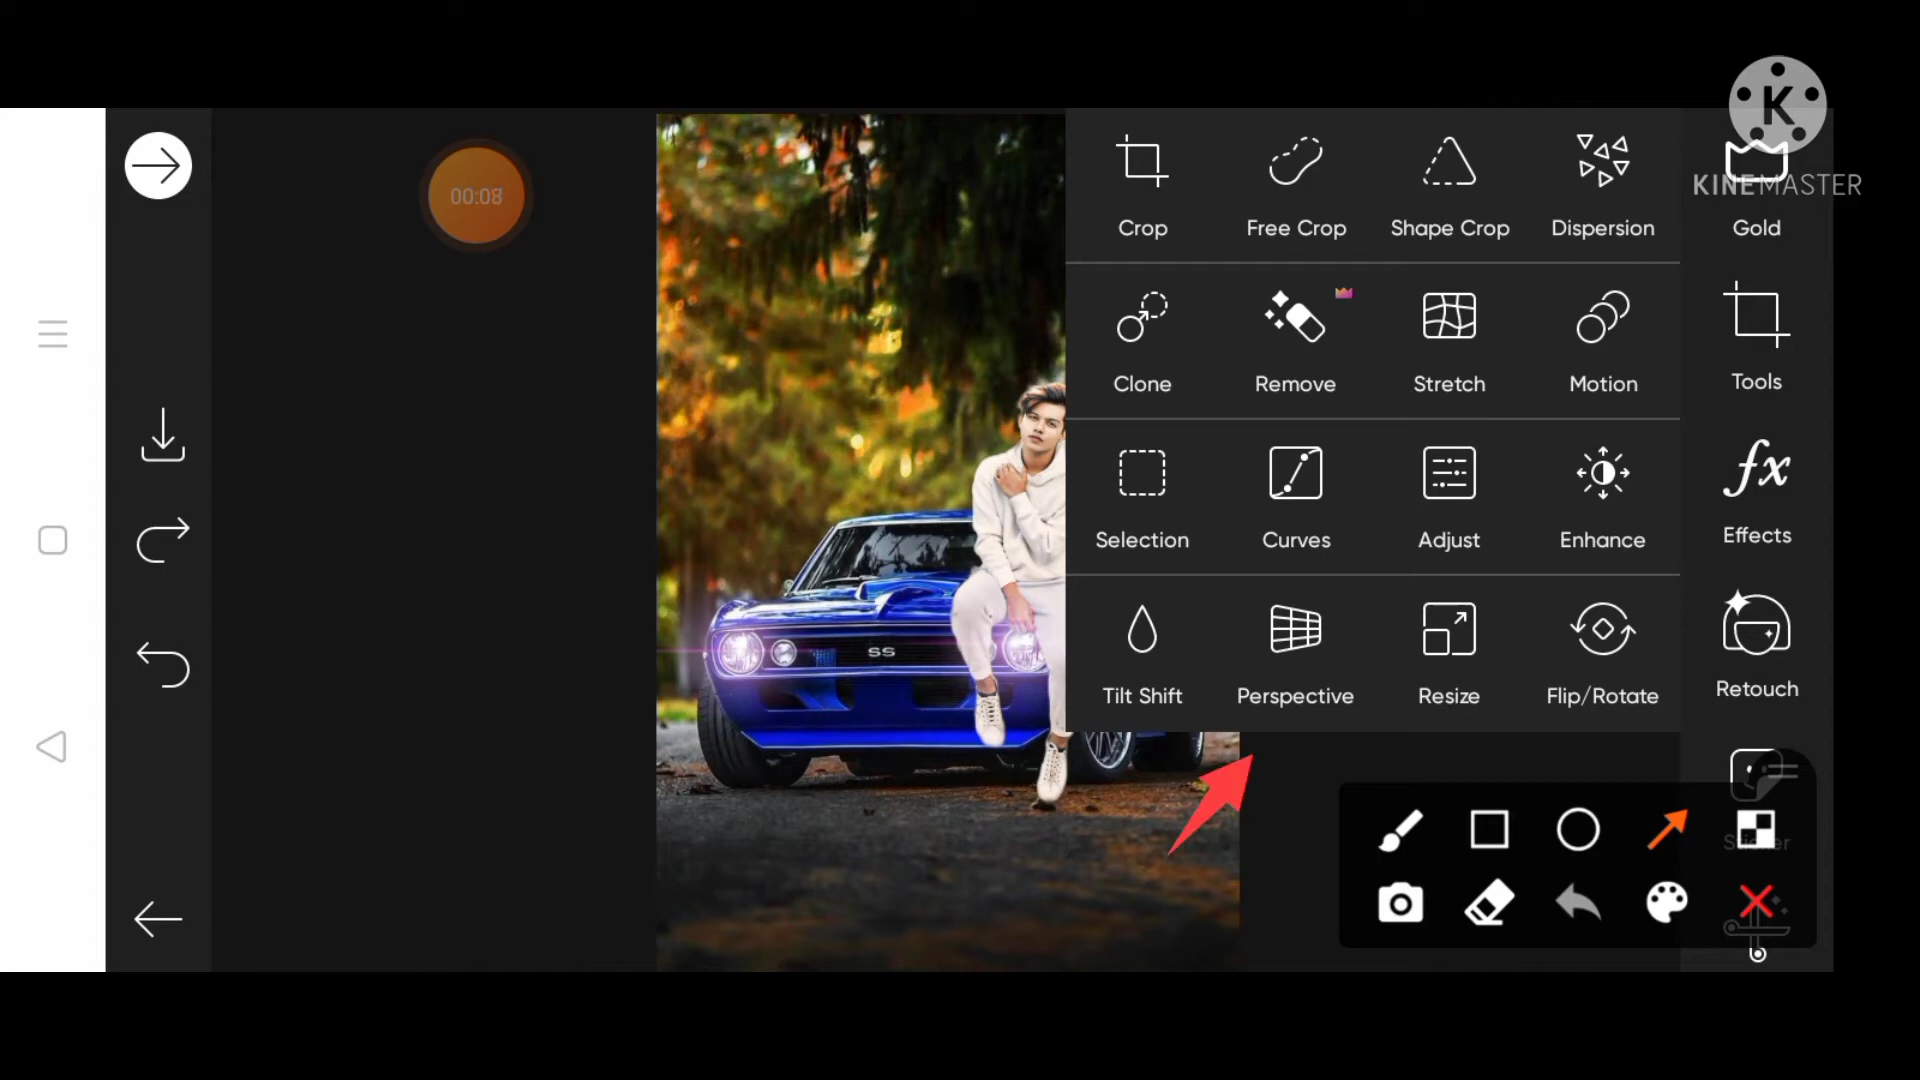 00:08
Crop Free Crop Shape Crop Dispersion Gold
K
KINEMASTER
Clone Remove Stretch Motion Tools
Selection Curves Adjust Enhance Effects
fx
SS
Tilt Shift Perspective Resize Flip/Rotate Retouch